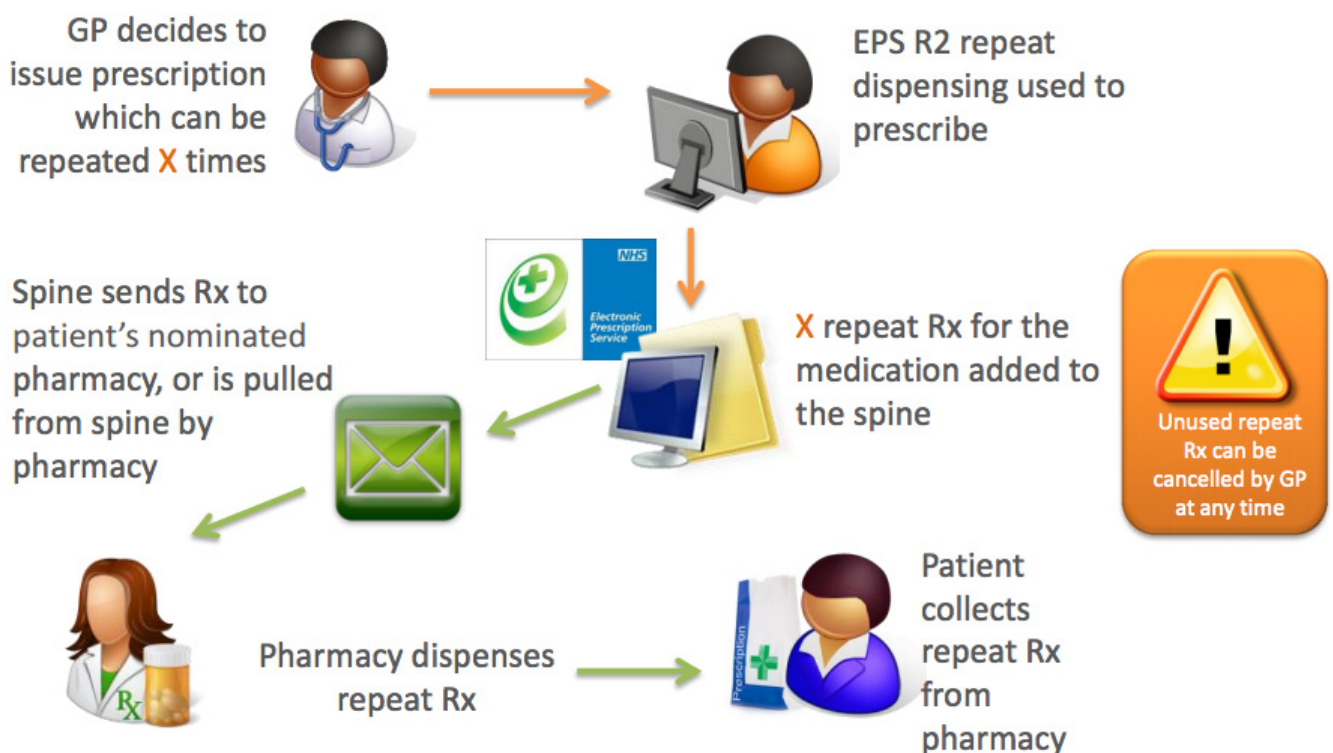 GP decides to
issue prescription
which can be
repeated X times
EPS R2 repeat
dispensing used to
prescribe
NHS
Electronic
Prescription
Service
X repeat Rx for the
medication added to
the spine
Spine sends Rx to
patient's nominated
pharmacy, or is pulled
from spine by
pharmacy
!
Unused repeat
Rx can be
cancelled by GP
at any time
Rx
Pharmacy dispenses
repeat Rx
Prescription
Patient
collects
repeat Rx
from
pharmacy